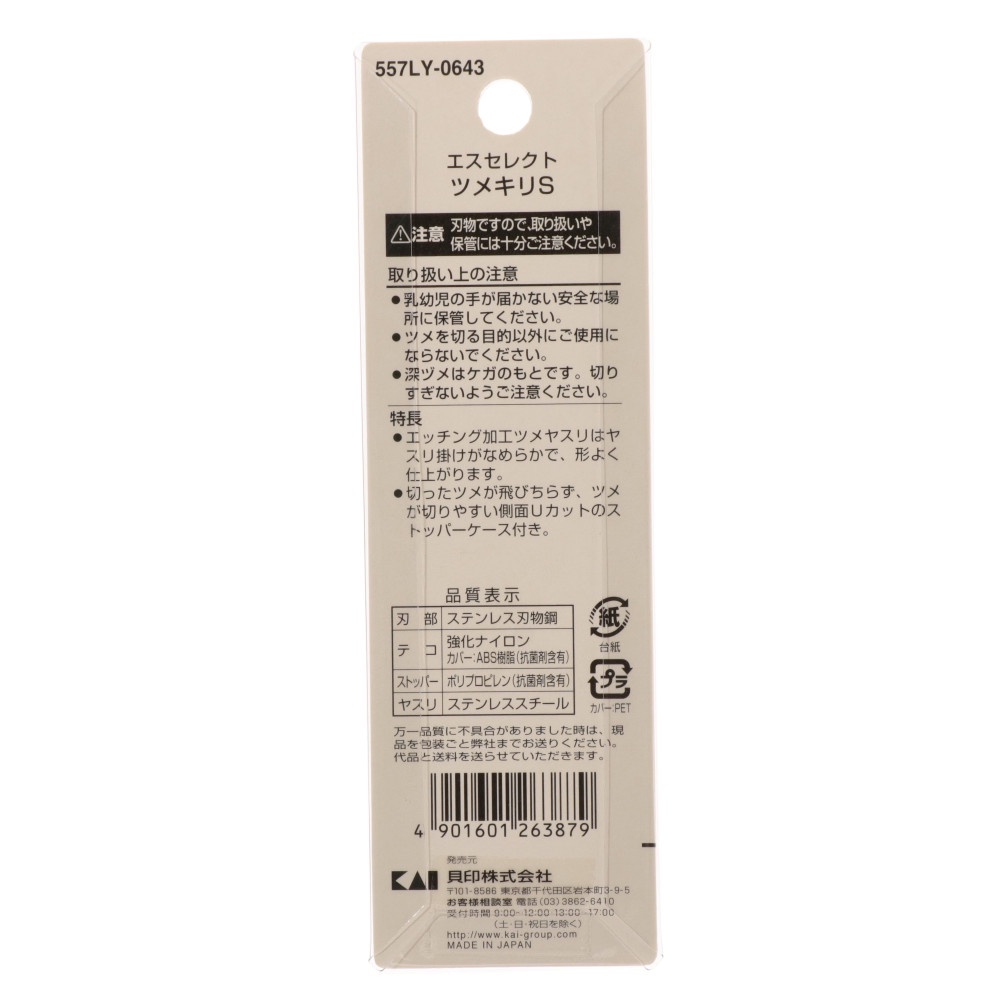 557LY-0643
エスセレクト
ツメキリS
注意 刃物ですので、取り扱いや
保管には十分ご注意ください。
取り扱い上の注意
●乳幼児の手が届かない安全な場
所に保管してください。
●ツメを切る目的以外にご使用に
ならないでください。
●深ヅメはケガのもとです。切り
すぎないようご注意ください。
特長
●エッチング加工ツメヤスリはヤ
スリ掛けがなめらかで、形よく
仕上がります。
●切ったツメが飛びちらず、ツメ
が切りやすい側面Uカットのス
トッパーケース付き。
品質表示
刃部 ステンレス刃物鋼
テコ 強化ナイロン
カバー:ABS樹脂(抗菌剤含有)
ストッパー ポリプロピレン(抗菌剤含有)
ヤスリ ステンレススチール
紙
台紙
プラ
カバー:PET
万一品質に不具合がありました時は、現
品を包装ごと弊社までお送りください。
代品と送料を送らせていただきます。
4 901601 263879
発売元
KAI 貝印株式会社
〒101-8586 東京都千代田区岩本町3-9-5
お客様相談室 電話(03)3862-6410
受付時間 9:00~12:00 13:00~17:00
(土・日・祝日を除く)
http://www.kai-group.com/
MADE IN JAPAN